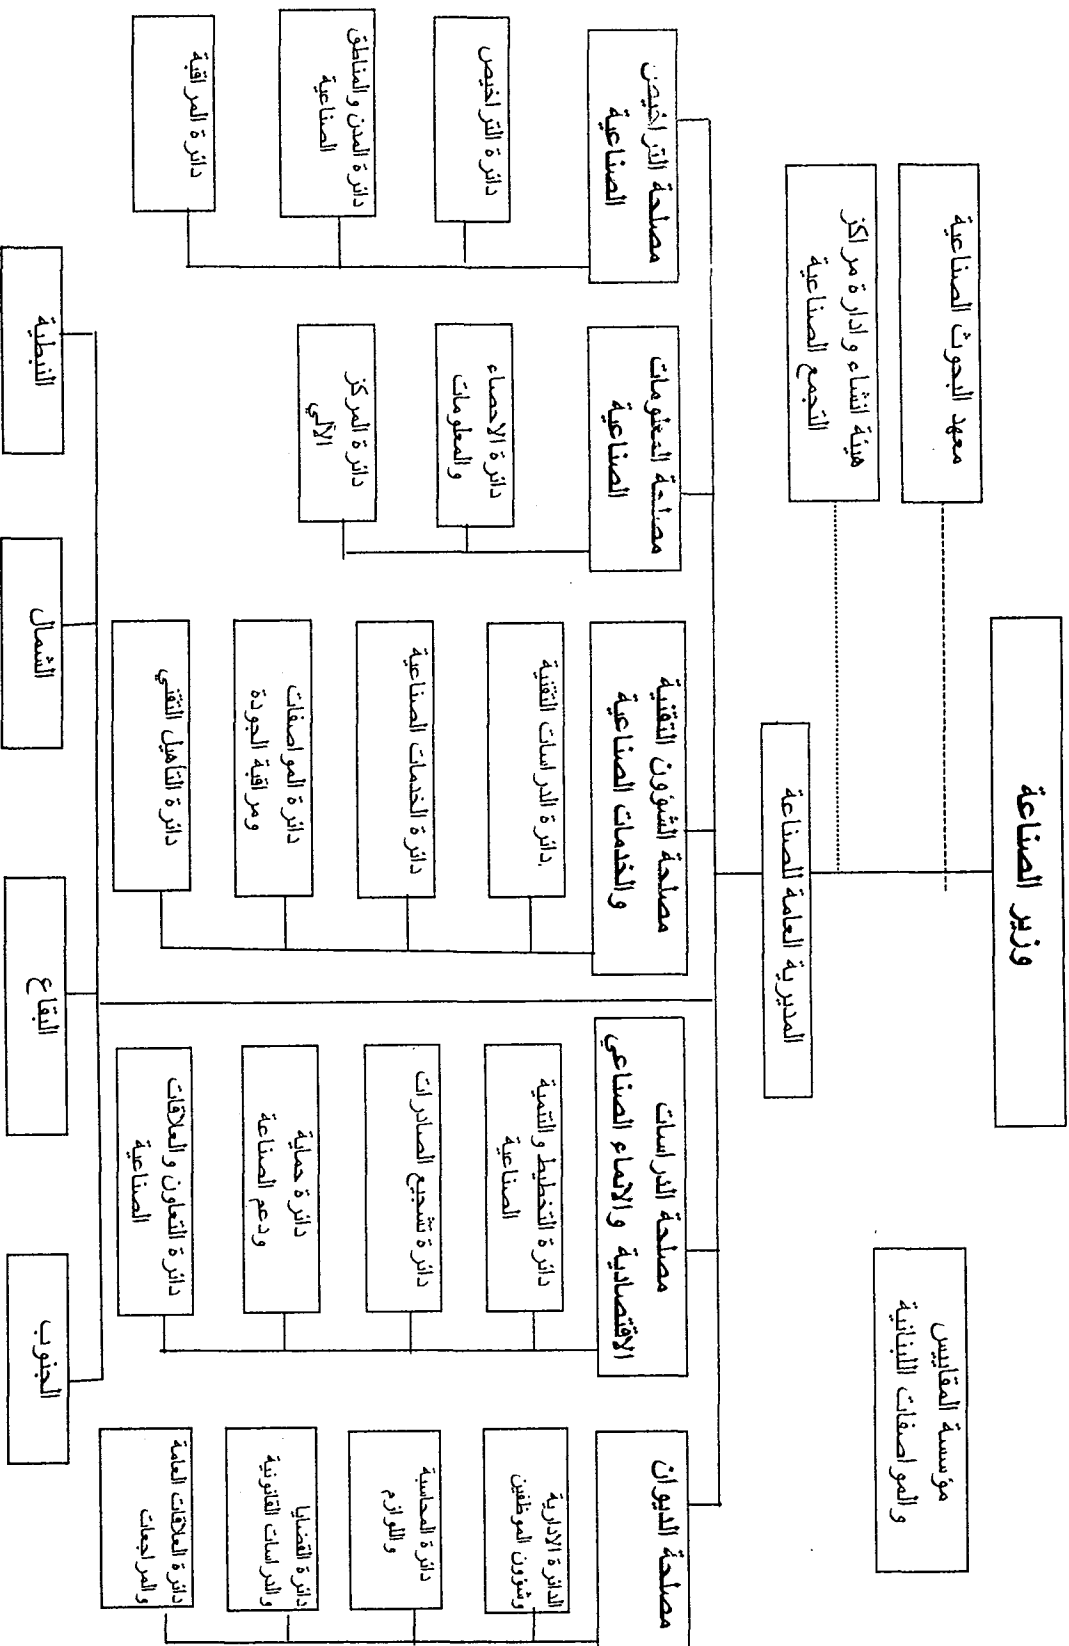 وزير الصناعة
مؤسسة المقاييس
والمواصفات اللبنانية
معهد البحوث الصناعية
هيئة انشاء وادارة مراكز
التجمع الصناعية
المديرية العامة للصناعة
مصلحة الديوان
الدائرة الادارية
وشؤون الموظفين
دائرة المحاسبة
واللوازم
دائرة القضايا
والدراسات القانونية
دائرة العلاقات العامة
والمراجعات
مصلحة الدراسات
الاقتصادية والانماء الصناعي
دائرة التخطيط والتنمية
الصناعية
دائرة تشجيع الصادرات
دائرة حماية
ودعم الصناعة
دائرة التعاون والعلاقات
الصناعية
مصلحة الشؤون التقنية
والخدمات الصناعية
دائرة الدراسات التقنية
دائرة الخدمات الصناعية
دائرة المواصفات
ومراقبة الجودة
دائرة التأهيل التقني
مصلحة المعلومات
الصناعية
دائرة الاحصاء
والمعلومات
دائرة المركز
الآلي
مصلحة التراخيص
الصناعية
دائرة التراخيص
دائرة المدن والمناطق
الصناعية
دائرة المراقبة
الجنوب
البقاع
الشمال
النبطية